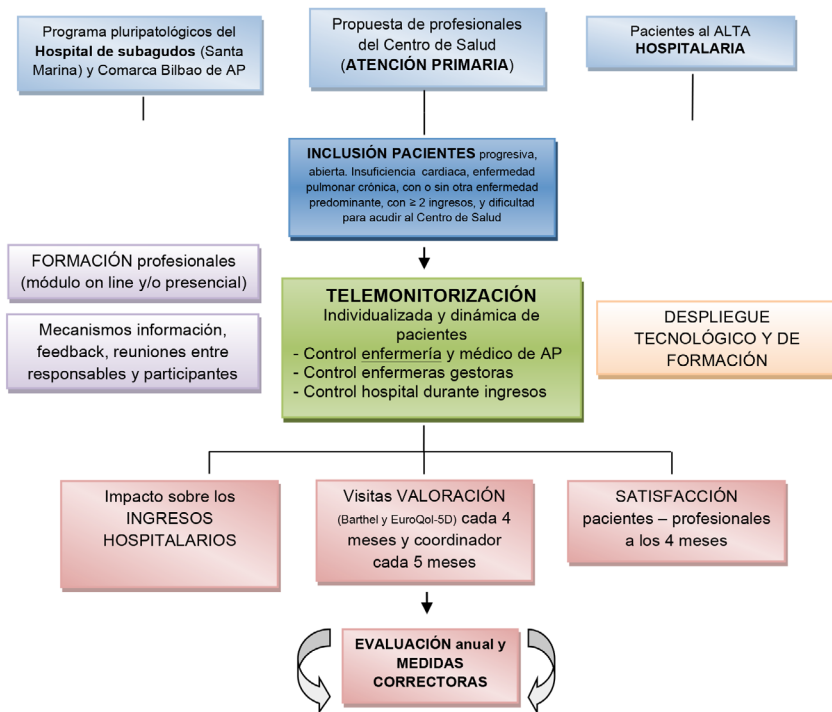 Programa pluripatológicos del
Hospital de subagudos (Santa
Marina) y Comarca Bilbao de AP
Propuesta de profesionales
del Centro de Salud
(ATENCIÓN PRIMARIA)
Pacientes al ALTA
HOSPITALARIA
INCLUSIÓN PACIENTES progresiva,
abierta. Insuficiencia cardiaca, enfermedad
pulmonar crónica, con o sin otra enfermedad
predominante, con ≥ 2 ingresos, y dificultad
para acudir al Centro de Salud
FORMACIÓN profesionales
(módulo on line y/o presencial)
Mecanismos información,
feedback, reuniones entre
responsables y participantes
TELEMONITORIZACIÓN
Individualizada y dinámica de
pacientes
- Control enfermería y médico de AP
- Control enfermeras gestoras
- Control hospital durante ingresos
DESPLIEGUE
TECNOLÓGICO Y DE
FORMACIÓN
Impacto sobre los
INGRESOS
HOSPITALARIOS
Visitas VALORACIÓN
(Barthel y EuroQol-5D) cada 4
meses y coordinador
cada 5 meses
SATISFACCIÓN
pacientes – profesionales
a los 4 meses
EVALUACIÓN anual y
MEDIDAS
CORRECTORAS